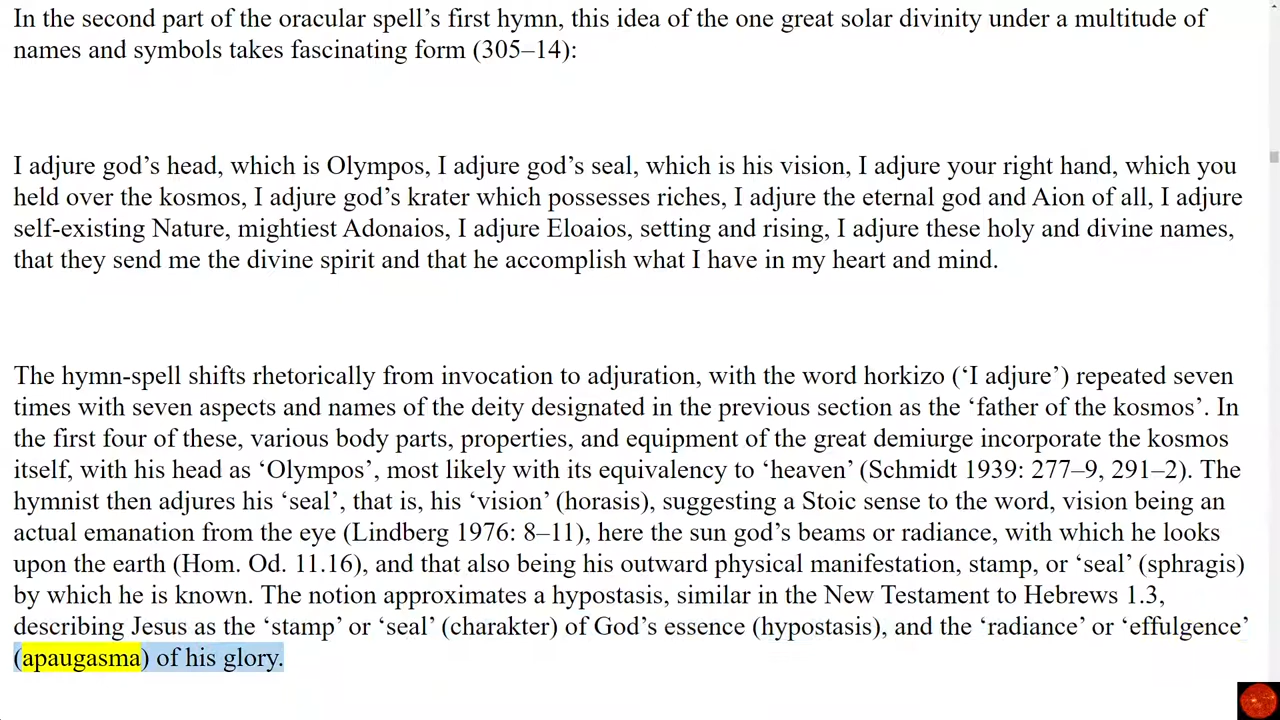 In the second part of the oracular spell’s first hymn, this idea of the one great solar divinity under a multitude of
names and symbols takes fascinating form (305–14):
I adjure god’s head, which is Olympos, I adjure god’s seal, which is his vision, I adjure your right hand, which you
held over the kosmos, I adjure god’s krater which possesses riches, I adjure the eternal god and Aion of all, I adjure
self-existing Nature, mightiest Adonaios, I adjure Eloaios, setting and rising, I adjure these holy and divine names,
that they send me the divine spirit and that he accomplish what I have in my heart and mind.
The hymn-spell shifts rhetorically from invocation to adjuration, with the word horkizo (‘I adjure’) repeated seven
times with seven aspects and names of the deity designated in the previous section as the ‘father of the kosmos’. In
the first four of these, various body parts, properties, and equipment of the great demiurge incorporate the kosmos
itself, with his head as ‘Olympos’, most likely with its equivalency to ‘heaven’ (Schmidt 1939: 277–9, 291–2). The
hymnist then adjures his ‘seal’, that is, his ‘vision’ (horasis), suggesting a Stoic sense to the word, vision being an
actual emanation from the eye (Lindberg 1976: 8–11), here the sun god’s beams or radiance, with which he looks
upon the earth (Hom. Od. 11.16), and that also being his outward physical manifestation, stamp, or ‘seal’ (sphragis)
by which he is known. The notion approximates a hypostasis, similar in the New Testament to Hebrews 1.3,
describing Jesus as the ‘stamp’ or ‘seal’ (charakter) of God’s essence (hypostasis), and the ‘radiance’ or ‘effulgence’
(apaugasma) of his glory.